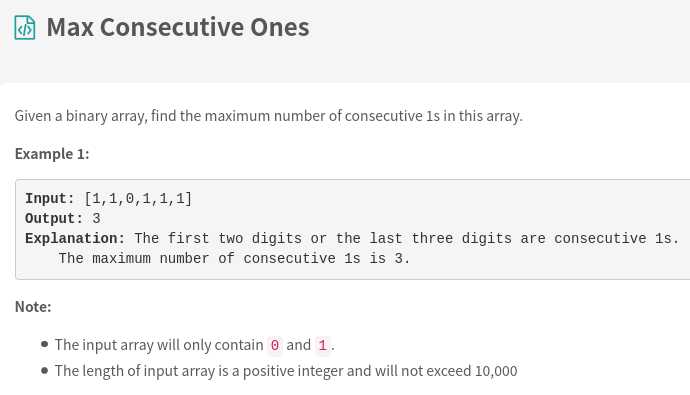 Max Consecutive Ones
Given a binary array, find the maximum number of consecutive 1s in this array.
Example 1:
Input: [1,1,0,1,1,1]
Output: 3
Explanation: The first two digits or the last three digits are consecutive 1s.
    The maximum number of consecutive 1s is 3.
Note:
● The input array will only contain 0 and 1.
● The length of input array is a positive integer and will not exceed 10,000